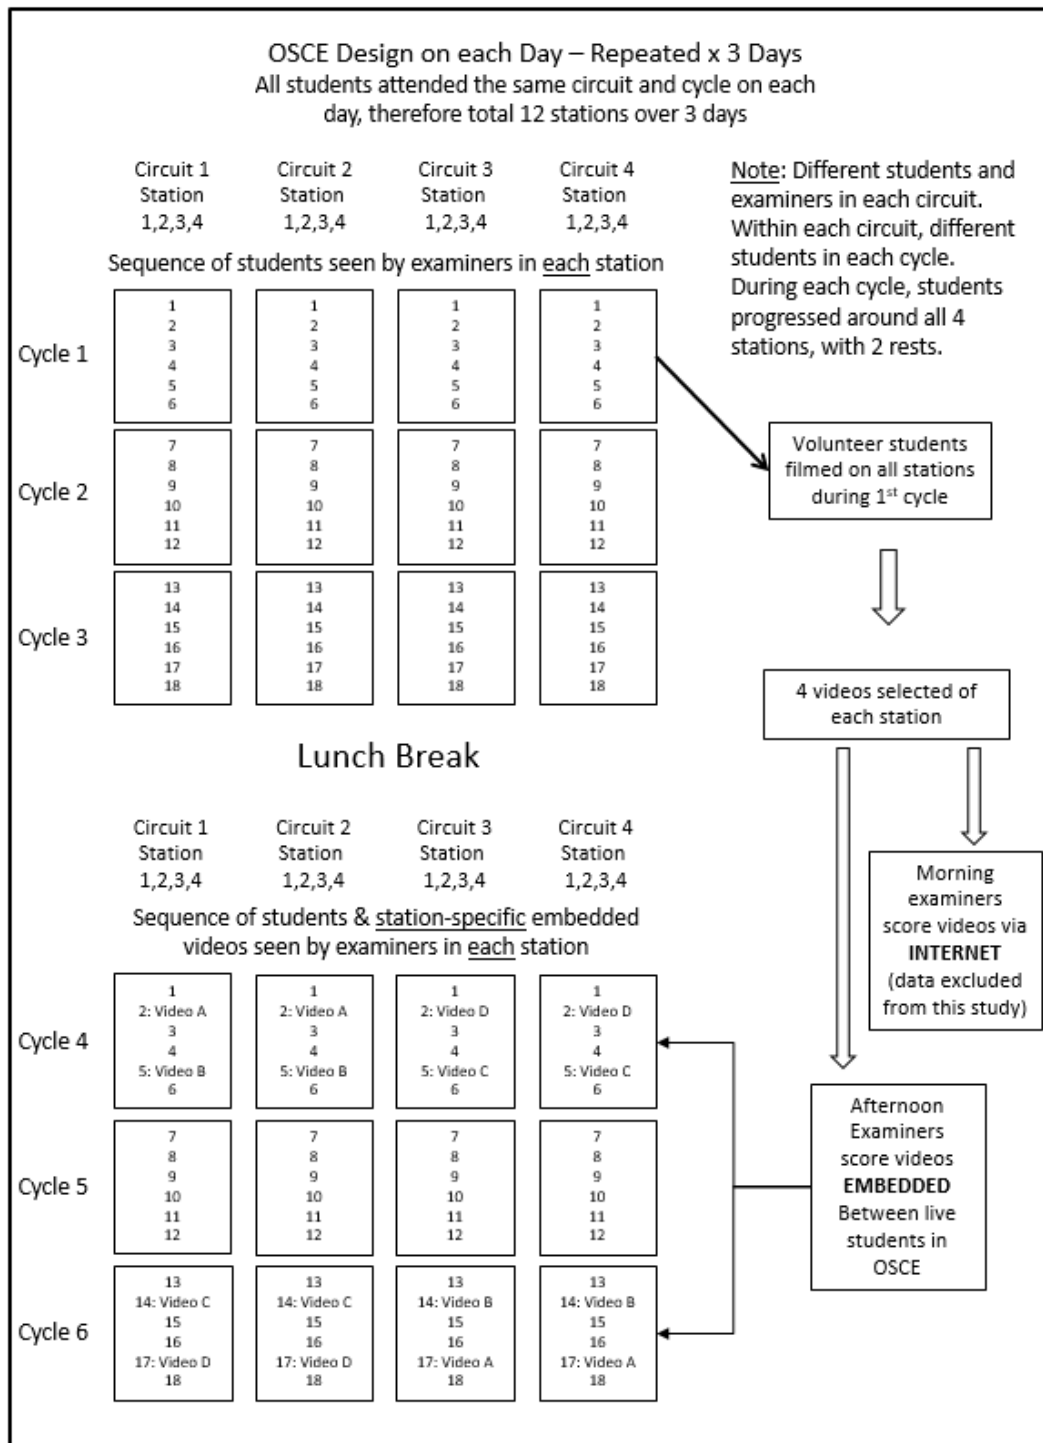 OSCE Design on each Day – Repeated x 3 Days
All students attended the same circuit and cycle on each
day, therefore total 12 stations over 3 days
Circuit 1
Station
1,2,3,4
Circuit 2
Station
1,2,3,4
Circuit 3
Station
1,2,3,4
Circuit 4
Station
1,2,3,4
Note: Different students and
examiners in each circuit.
Within each circuit, different
students in each cycle.
During each cycle, students
progressed around all 4
stations, with 2 rests.
Sequence of students seen by examiners in each station
Cycle 1
1
2
3
4
5
6
1
2
3
4
5
6
1
2
3
4
5
6
1
2
3
4
5
6
Volunteer students
filmed on all stations
during 1st cycle
Cycle 2
7
8
9
10
11
12
7
8
9
10
11
12
7
8
9
10
11
12
7
8
9
10
11
12
Cycle 3
13
14
15
16
17
18
13
14
15
16
17
18
13
14
15
16
17
18
13
14
15
16
17
18
4 videos selected of
each station
Lunch Break
Circuit 1
Station
1,2,3,4
Circuit 2
Station
1,2,3,4
Circuit 3
Station
1,2,3,4
Circuit 4
Station
1,2,3,4
Morning
examiners
score videos via
INTERNET
(data excluded
from this study)
Sequence of students & station-specific embedded
videos seen by examiners in each station
Cycle 4
1
2: Video A
3
4
5: Video B
6
1
2: Video A
3
4
5: Video B
6
1
2: Video D
3
4
5: Video C
6
1
2: Video D
3
4
5: Video C
6
Afternoon
Examiners
score videos
EMBEDDED
Between live
students in
OSCE
Cycle 5
7
8
9
10
11
12
7
8
9
10
11
12
7
8
9
10
11
12
7
8
9
10
11
12
Cycle 6
13
14: Video C
15
16
17: Video D
18
13
14: Video C
15
16
17: Video D
18
13
14: Video B
15
16
17: Video A
18
13
14: Video B
15
16
17: Video A
18